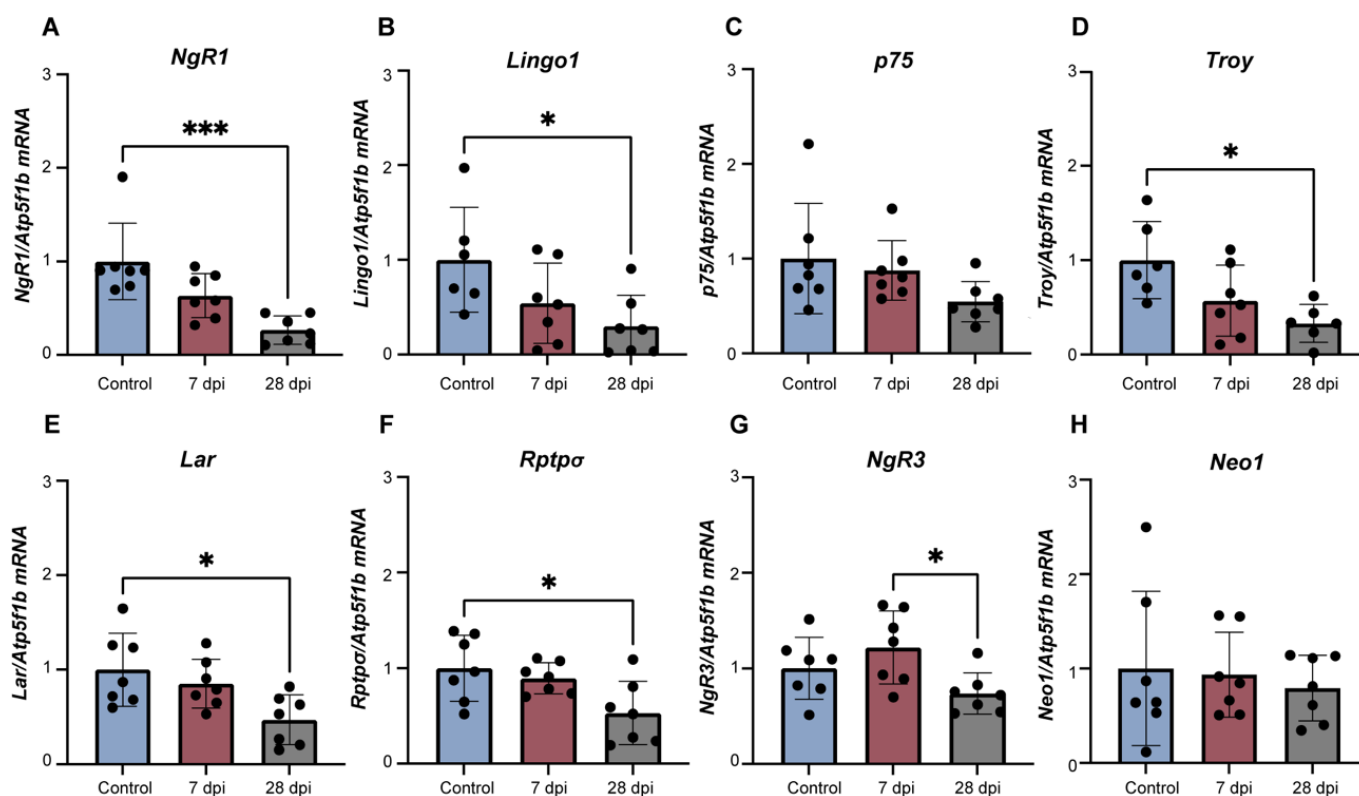 A
NgR1
NgR1/Atp5f1b mRNA
3
2
1
0
***
Control
7 dpi
28 dpi
B
Lingo1
Lingo1/Atp5f1b mRNA
3
2
1
0
*
Control
7 dpi
28 dpi
C
p75
p75/Atp5f1b mRNA
3
2
1
0
Control
7 dpi
28 dpi
D
Troy
Troy/Atp5f1b mRNA
3
2
1
0
*
Control
7 dpi
28 dpi
E
Lar
Lar/Atp5f1b mRNA
3
2
1
0
*
Control
7 dpi
28 dpi
F
Rptpσ
Rptpσ/Atp5f1b mRNA
3
2
1
0
*
Control
7 dpi
28 dpi
G
NgR3
NgR3/Atp5f1b mRNA
3
2
1
0
*
Control
7 dpi
28 dpi
H
Neo1
Neo1/Atp5f1b mRNA
3
2
1
0
Control
7 dpi
28 dpi